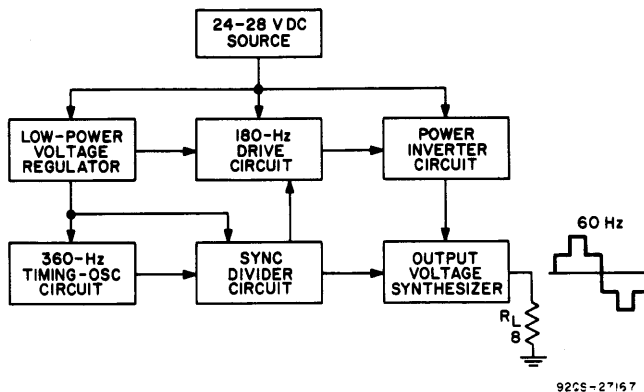 24-28 V DC
SOURCE
LOW-POWER
VOLTAGE
REGULATOR
180-Hz
DRIVE
CIRCUIT
POWER
INVERTER
CIRCUIT
60 Hz
360-Hz
TIMING-OSC
CIRCUIT
SYNC
DIVIDER
CIRCUIT
OUTPUT
VOLTAGE
SYNTHESIZER
RL
8
92CS-27167